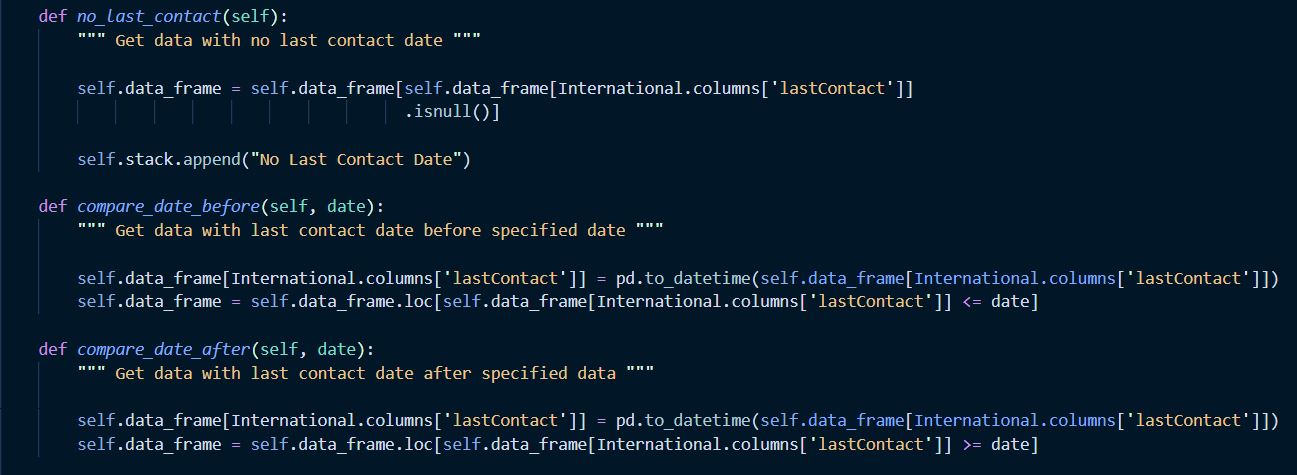 def no_last_contact(self):
    """ Get data with no last contact date """
    self.data_frame = self.data_frame[self.data_frame[International.columns['lastContact']]
                                      .isnull()]
    self.stack.append("No Last Contact Date")
def compare_date_before(self, date):
    """ Get data with last contact date before specified date """
    self.data_frame[International.columns['lastContact']] = pd.to_datetime(self.data_frame[International.columns['lastContact']])
    self.data_frame = self.data_frame.loc[self.data_frame[International.columns['lastContact']] <= date]
def compare_date_after(self, date):
    """ Get data with last contact date after specified data """
    self.data_frame[International.columns['lastContact']] = pd.to_datetime(self.data_frame[International.columns['lastContact']])
    self.data_frame = self.data_frame.loc[self.data_frame[International.columns['lastContact']] >= date]